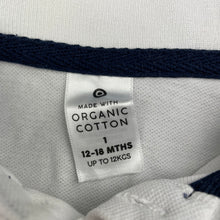 MADE WITH
ORGANIC
COTTON
1
12-18 MTHS
UP TO 12KGS